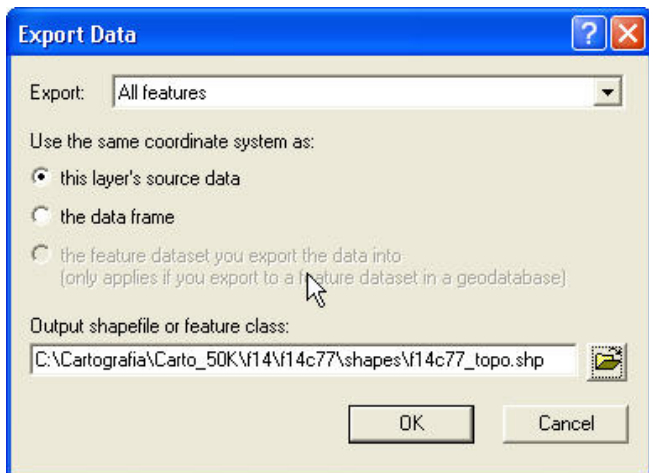 Export Data
Export: All features
Use the same coordinate system as:
this layer's source data
the data frame
the feature dataset you export the data into
(only applies if you export to a feature dataset in a geodatabase)
Output shapefile or feature class:
C:\Cartografia\Carto_50K\f14\f14c77\shapes\f14c77_topo.shp
OK Cancel